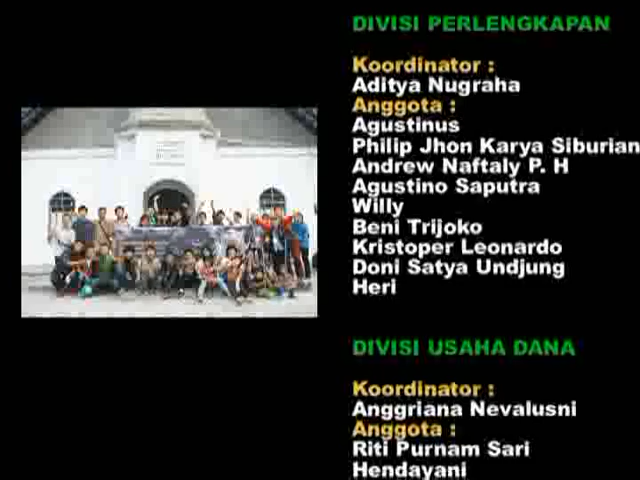 DIVISI PERLENGKAPAN
Koordinator :
Aditya Nugraha
Anggota :
Agustinus
Philip Jhon Karya Siburian
Andrew Naftaly P. H
Agustino Saputra
Willy
Beni Trijoko
Kristoper Leonardo
Doni Satya Undjung
Heri
DIVISI USAHA DANA
Koordinator :
Anggriana Nevalusni
Anggota :
Riti Purnam Sari
Hendayani